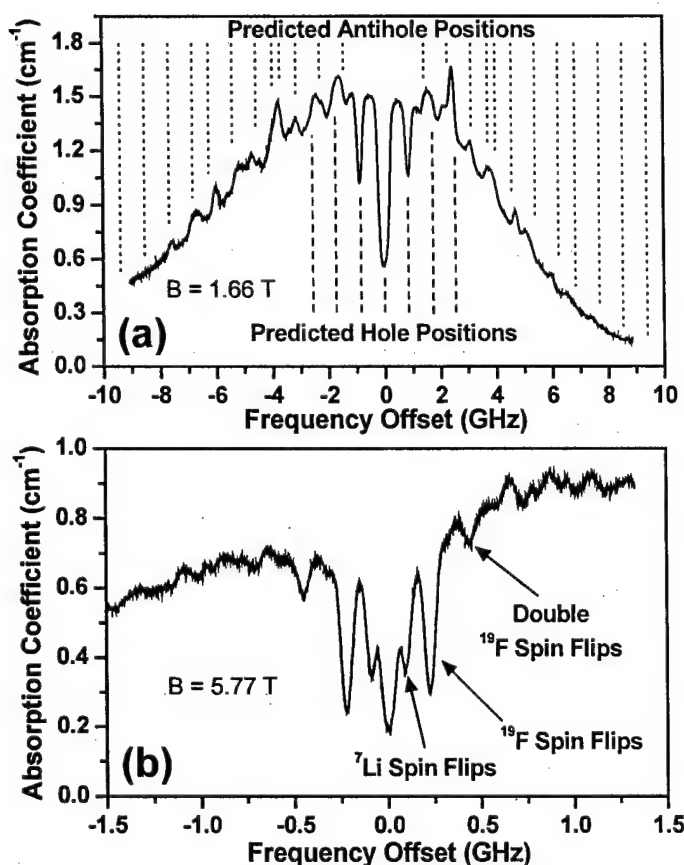 Predicted Antihole Positions
1.8
1.5
1.2
0.9
0.6
0.3
0.0
Absorption Coefficient (cm⁻¹)
B = 1.66 T
(a)
Predicted Hole Positions
-10 -8 -6 -4 -2 0 2 4 6 8 10
Frequency Offset (GHz)
1.0
0.8
0.6
0.4
0.2
0.0
Absorption Coefficient (cm⁻¹)
Double
¹⁹F Spin Flips
B = 5.77 T
¹⁹F Spin Flips
⁷Li Spin Flips
(b)
-1.5 -1.0 -0.5 0.0 0.5 1.0 1.5
Frequency Offset (GHz)